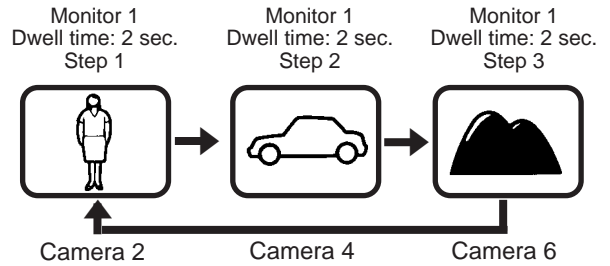 Monitor 1
Dwell time: 2 sec.
Step 1
Monitor 1
Dwell time: 2 sec.
Step 2
Monitor 1
Dwell time: 2 sec.
Step 3
Camera 2
Camera 4
Camera 6